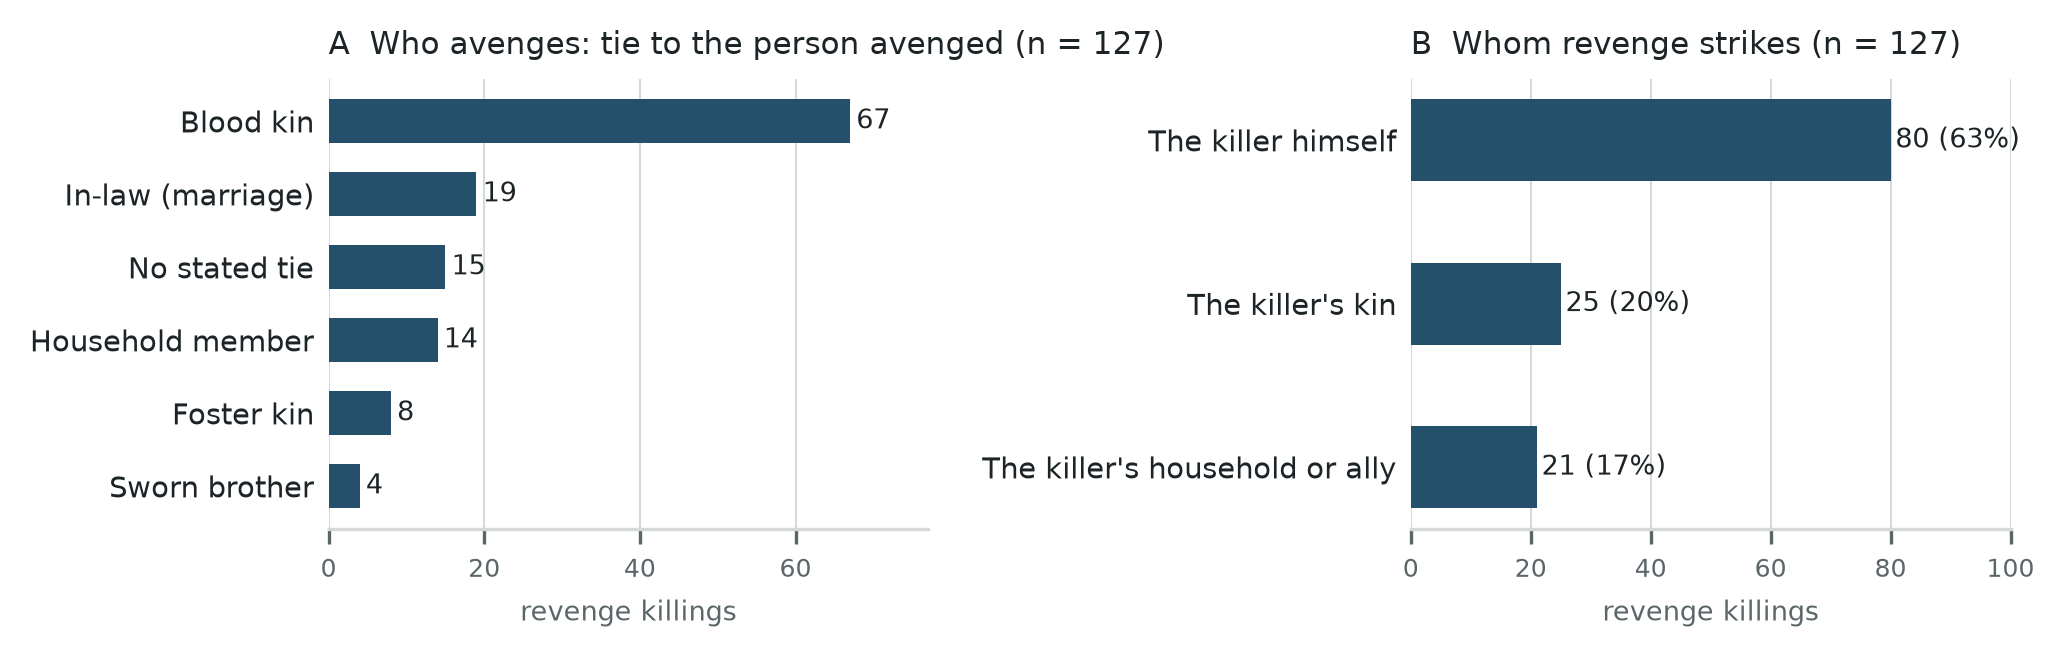 A Who avenges: tie to the person avenged (n = 127)
Blood kin 67
In-law (marriage) 19
No stated tie 15
Household member 14
Foster kin 8
Sworn brother 4
0 20 40 60
revenge killings
B Whom revenge strikes (n = 127)
The killer himself 80 (63%)
The killer's kin 25 (20%)
The killer's household or ally 21 (17%)
0 20 40 60 80 100
revenge killings